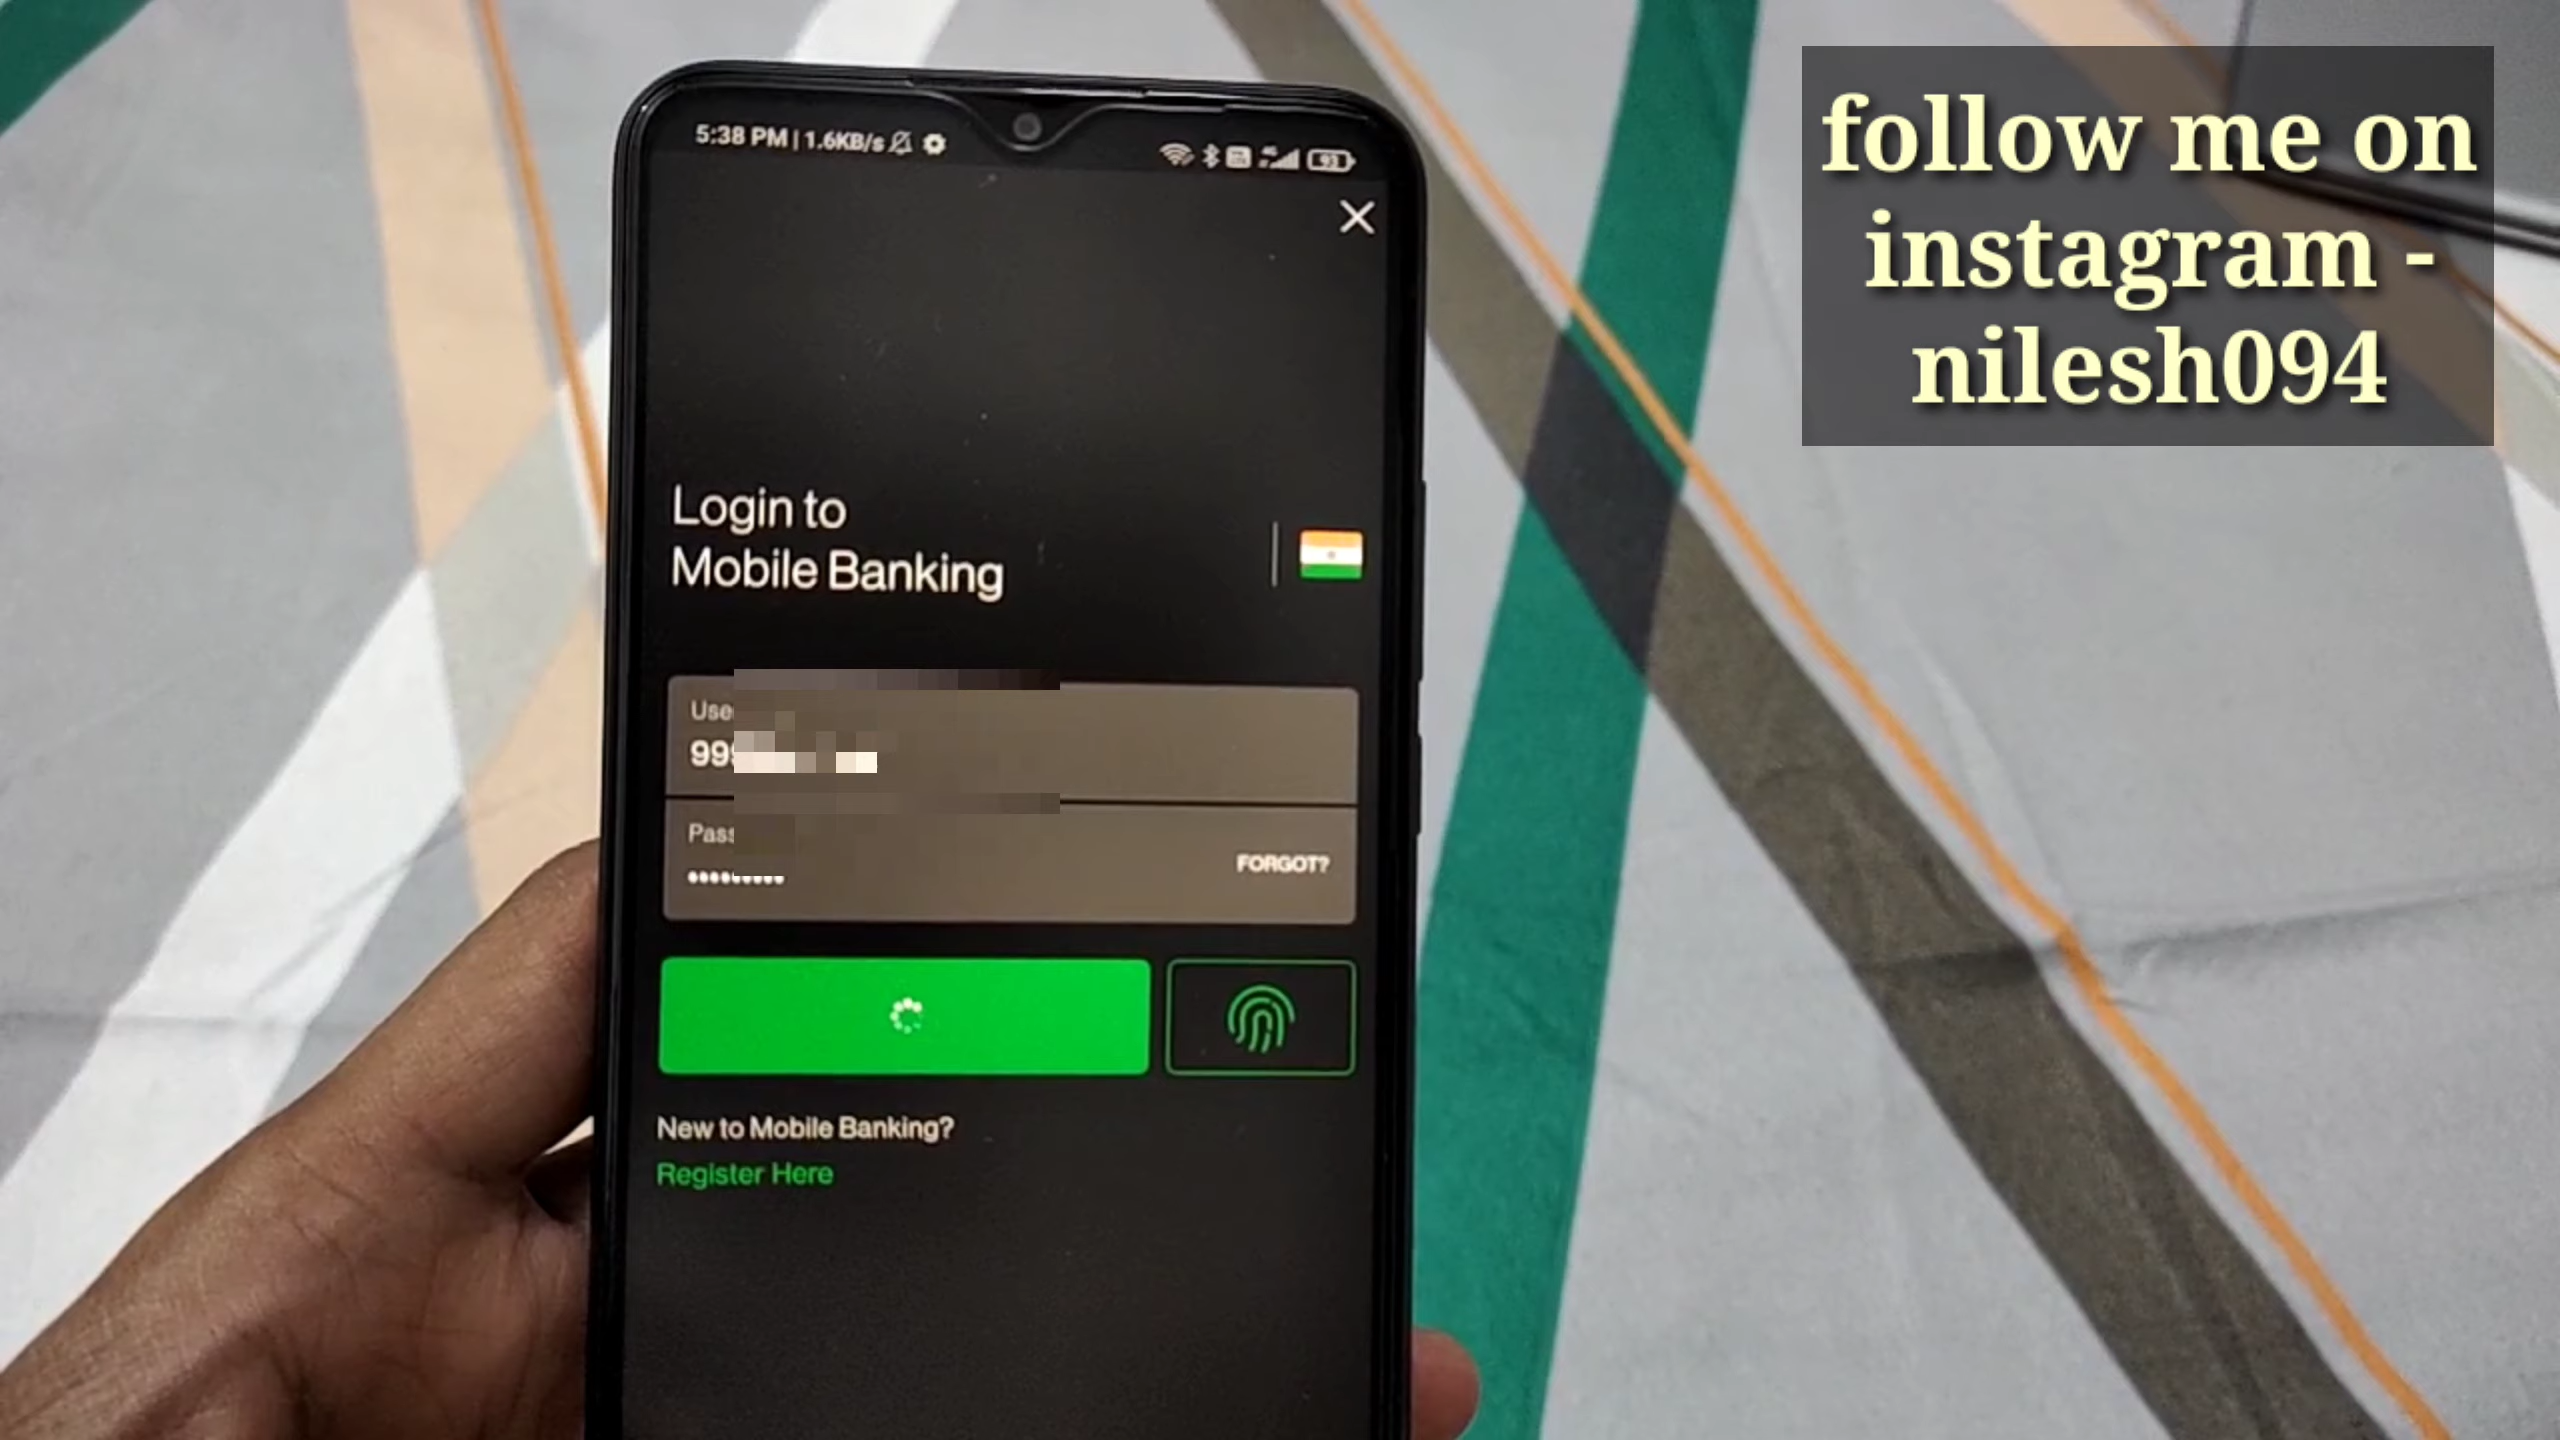 follow me on
instagram -
nilesh094
5:38 PM | 1.6KB/s
93
Login to
Mobile Banking
FORGOT?
New to Mobile Banking?
Register Here